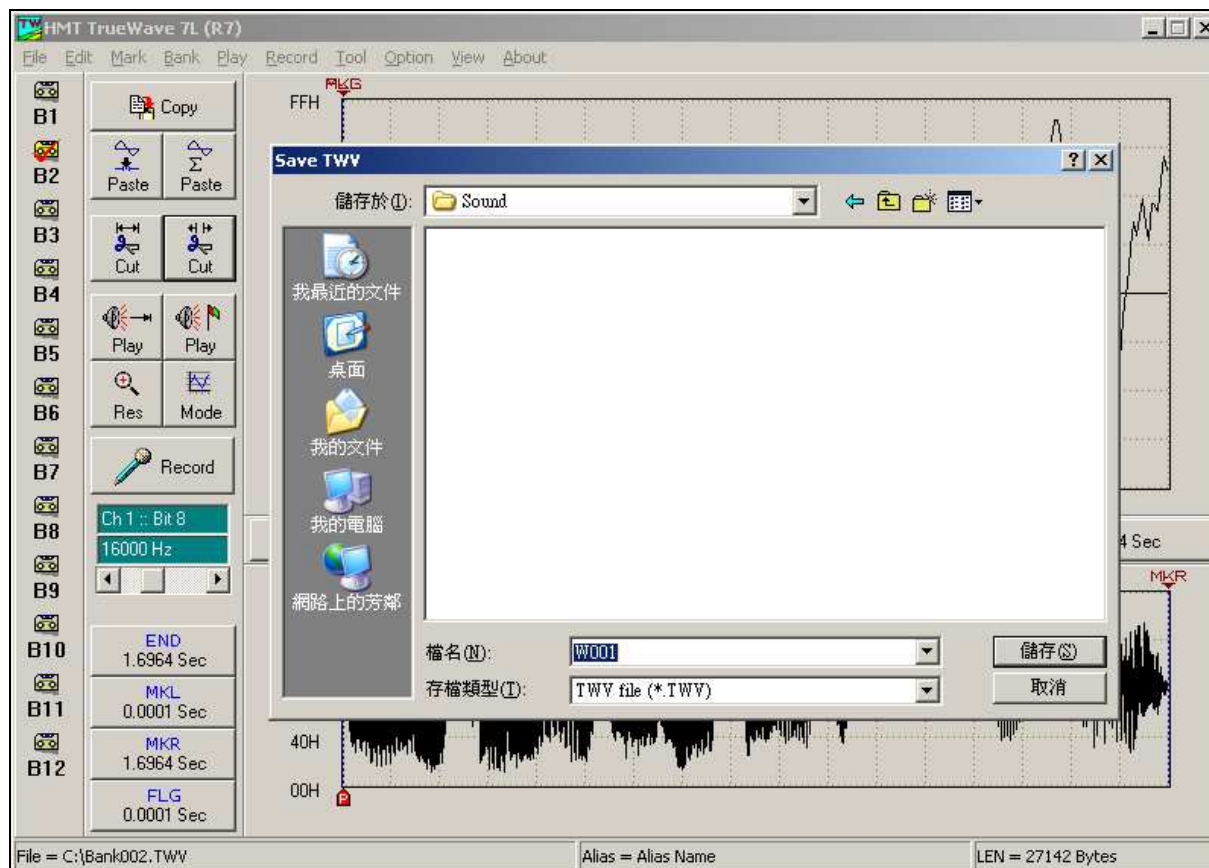 HMT TrueWave 7L (R7)
File Edit Mark Bank Play Record Tool Option View About
B1
B2
B3
B4
B5
B6
B7
B8
B9
B10
B11
B12
Copy
Paste Paste
Cut Cut
Play Play
Res Mode
Record
Ch 1 :: Bit 8
16000 Hz
END
1.6964 Sec
MKL
0.0001 Sec
MKR
1.6964 Sec
FLG
0.0001 Sec
MKG
FFH
Save TWV
儲存於(I): Sound
我最近的文件
桌面
我的文件
我的電腦
網路上的芳鄰
檔名(N): W001 儲存(S)
存檔類型(T): TWV file (*.TWV) 取消
4 Sec
MKR
40H
00H
P
File = C:\Bank002.TWV Alias = Alias Name LEN = 27142 Bytes